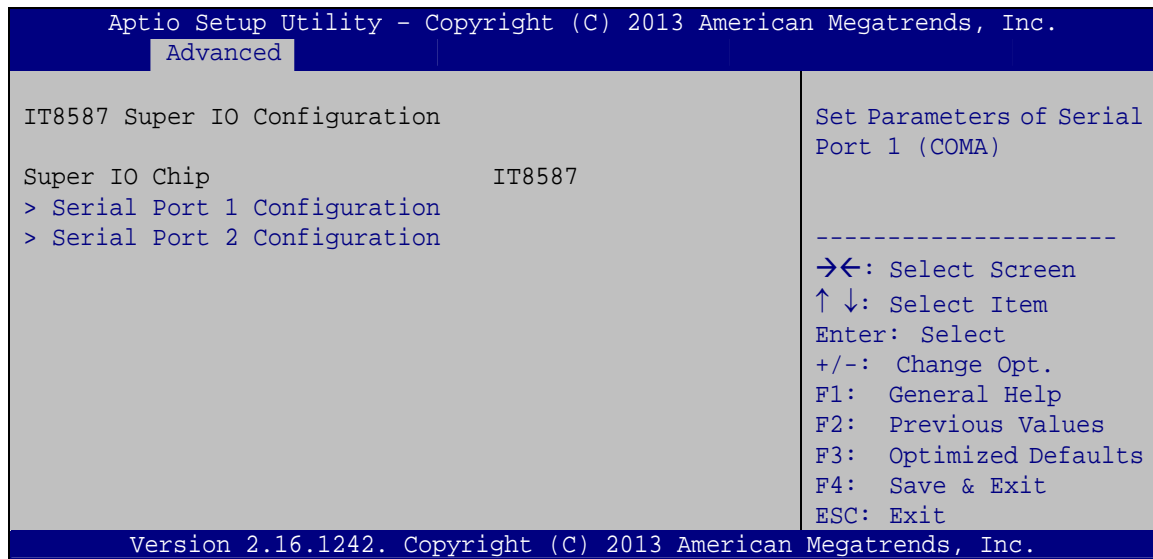 Aptio Setup Utility – Copyright (C) 2013 American Megatrends, Inc.
Advanced
IT8587 Super IO Configuration
Super IO Chip IT8587
> Serial Port 1 Configuration
> Serial Port 2 Configuration
Set Parameters of Serial
Port 1 (COMA)
---------------------
→←: Select Screen
↑ ↓: Select Item
Enter: Select
+/-: Change Opt.
F1: General Help
F2: Previous Values
F3: Optimized Defaults
F4: Save & Exit
ESC: Exit
Version 2.16.1242. Copyright (C) 2013 American Megatrends, Inc.